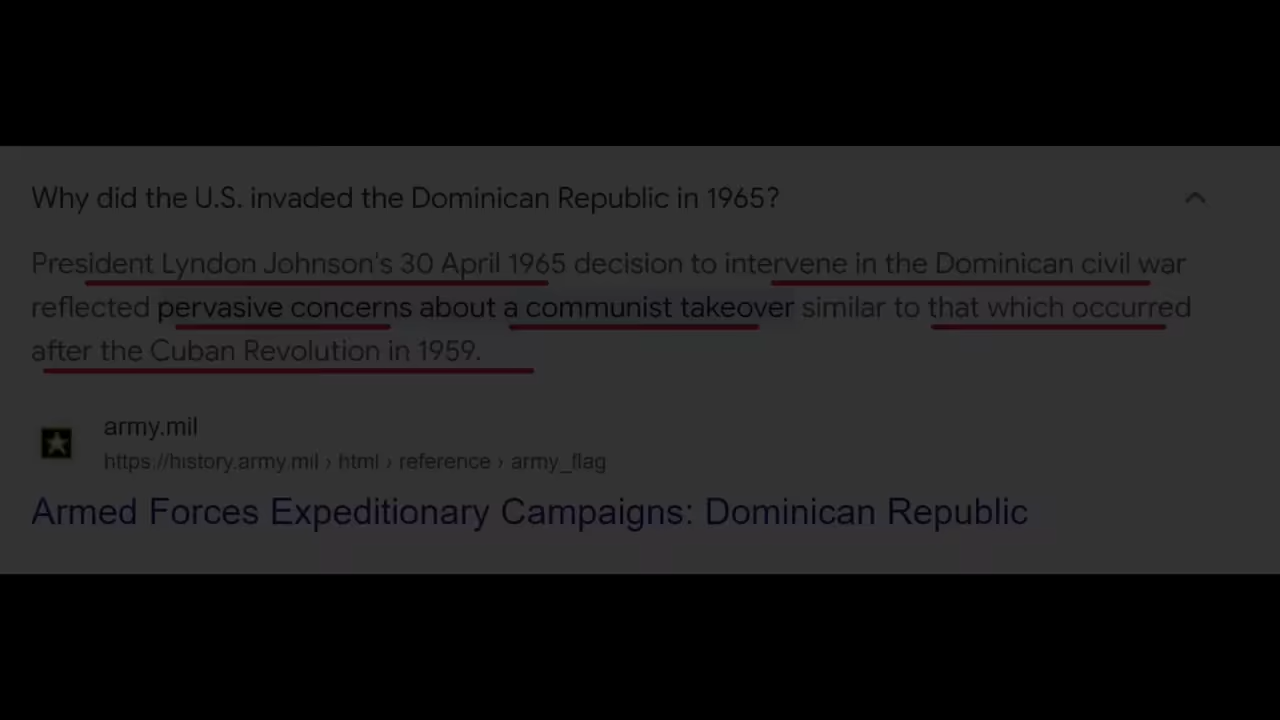 Why did the U.S. invaded the Dominican Republic in 1965?
President Lyndon Johnson's 30 April 1965 decision to intervene in the Dominican civil war
reflected pervasive concerns about a communist takeover similar to that which occurred
after the Cuban Revolution in 1959.
army.mil
https://history.army.mil › html › reference › army_flag
Armed Forces Expeditionary Campaigns: Dominican Republic